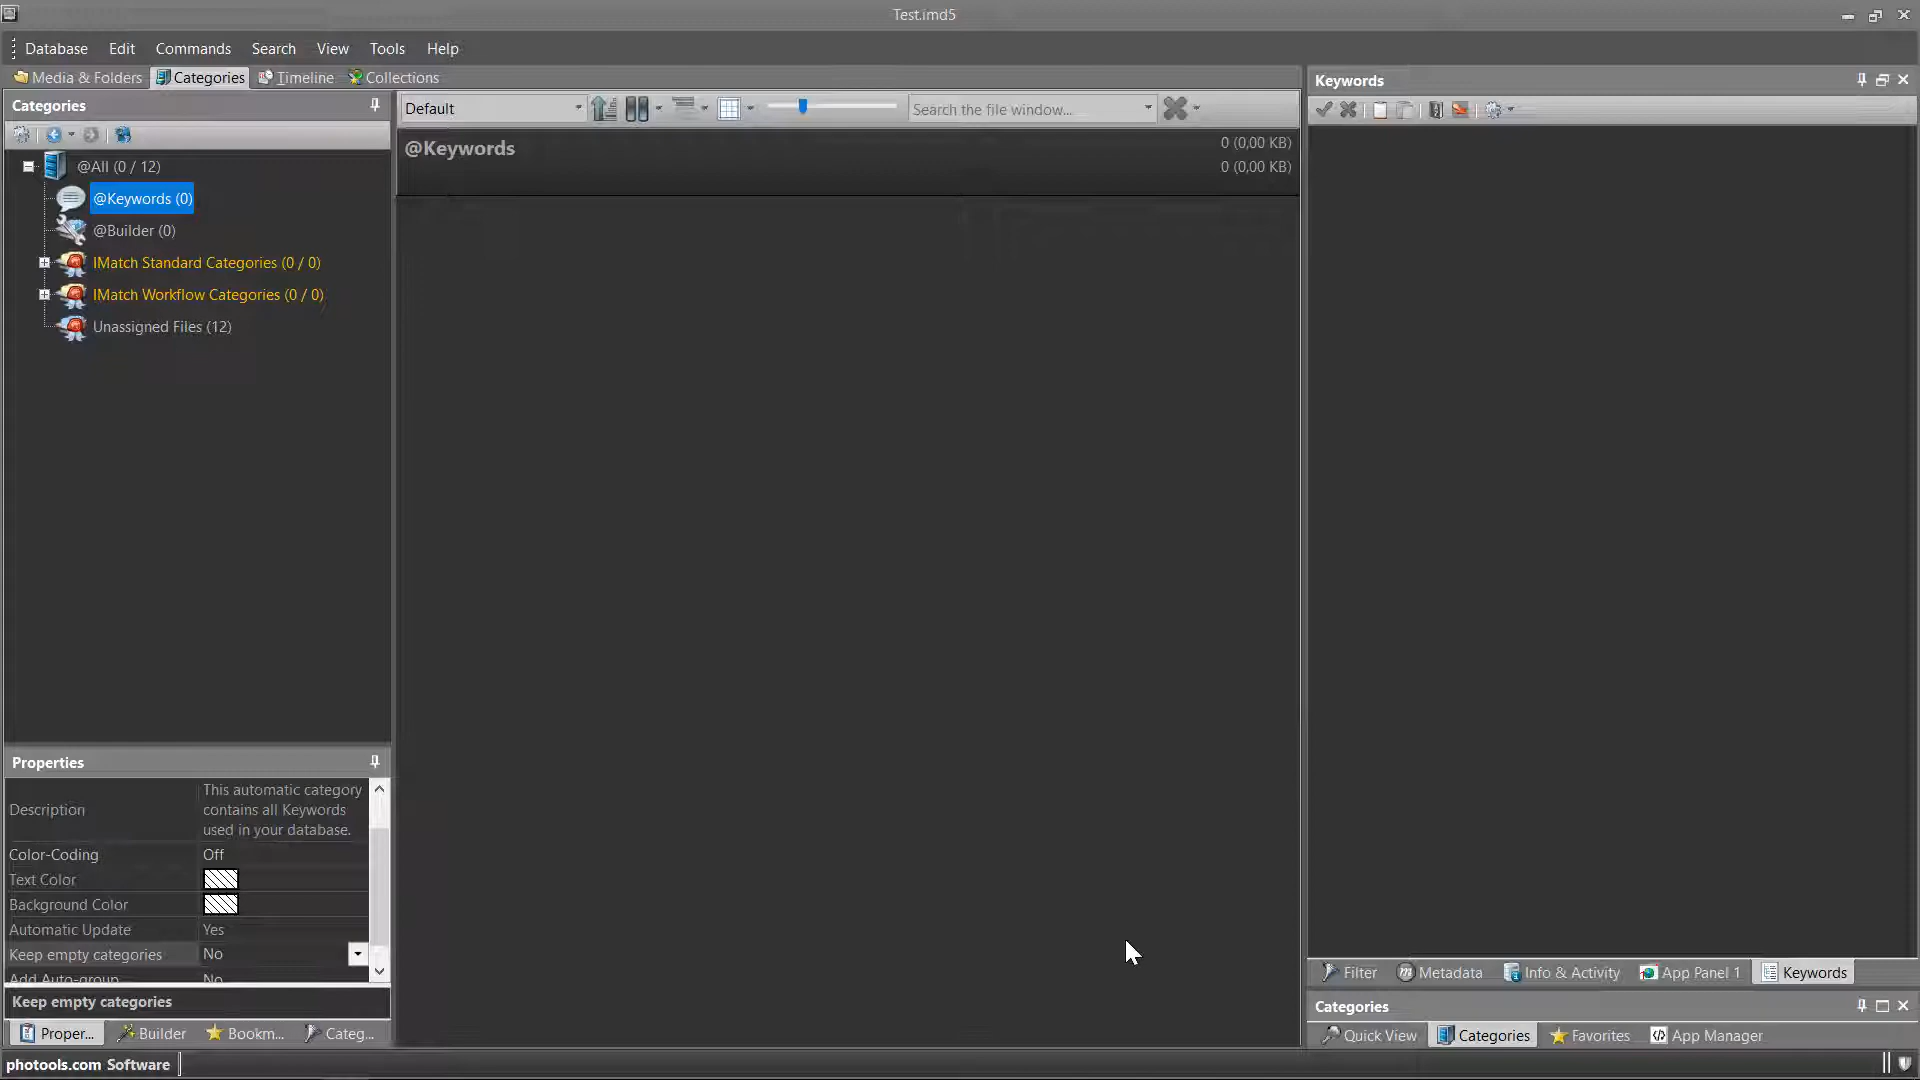 Test.imd5
Database Edit Commands Search View Tools Help
Media & Folders Categories Timeline Collections
Categories
@All (0 / 12)
@Keywords (0)
@Builder (0)
IMatch Standard Categories (0 / 0)
IMatch Workflow Categories (0 / 0)
Unassigned Files (12)
Properties
Description This automatic category
contains all Keywords
used in your database.
Color-Coding Off
Text Color
Background Color
Automatic Update Yes
Keep empty categories No
Add Auto-group No
Keep empty categories
Proper... Builder Bookm... Categ...
Default Search the file window...
@Keywords 0 (0,00 KB)
0 (0,00 KB)
Keywords
Filter Metadata Info & Activity App Panel 1 Keywords
Categories
Quick View Categories Favorites App Manager
photools.com Software